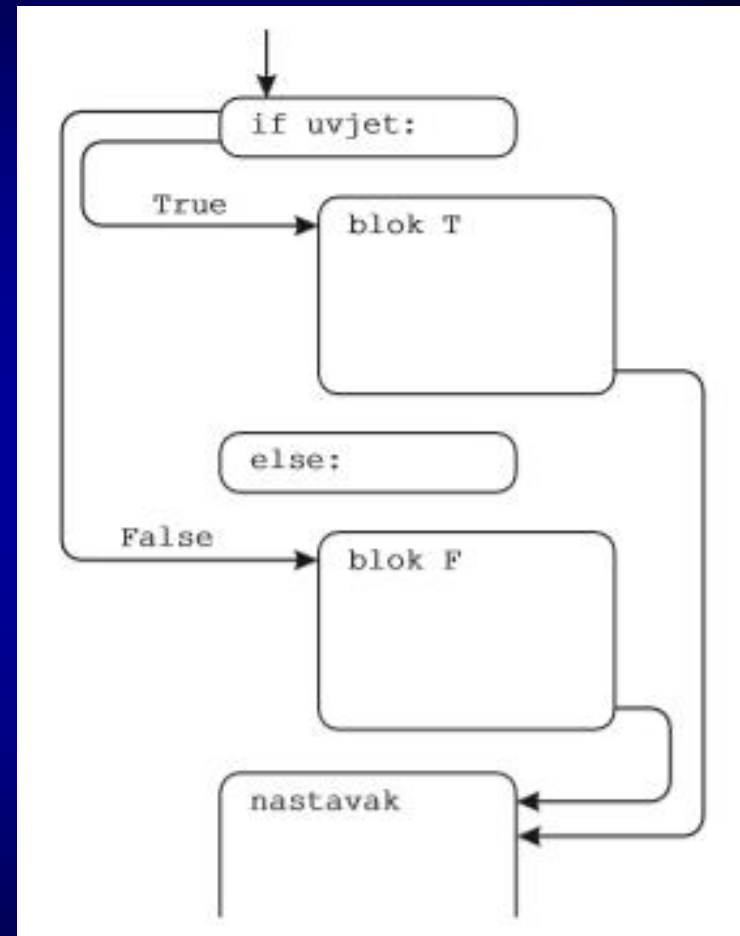 if uvjet:
True
blok T
else:
False
blok F
nastavak